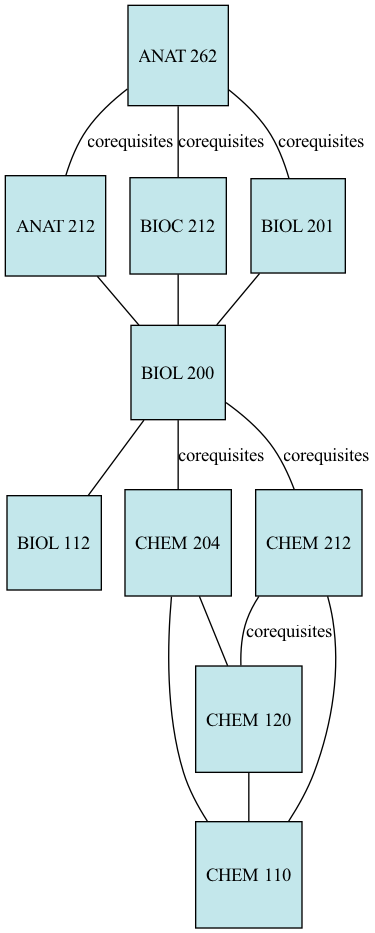 ANAT 262
corequisites corequisites corequisites
ANAT 212 BIOC 212 BIOL 201
BIOL 200
corequisites corequisites
BIOL 112 CHEM 204 CHEM 212
corequisites
CHEM 120
CHEM 110